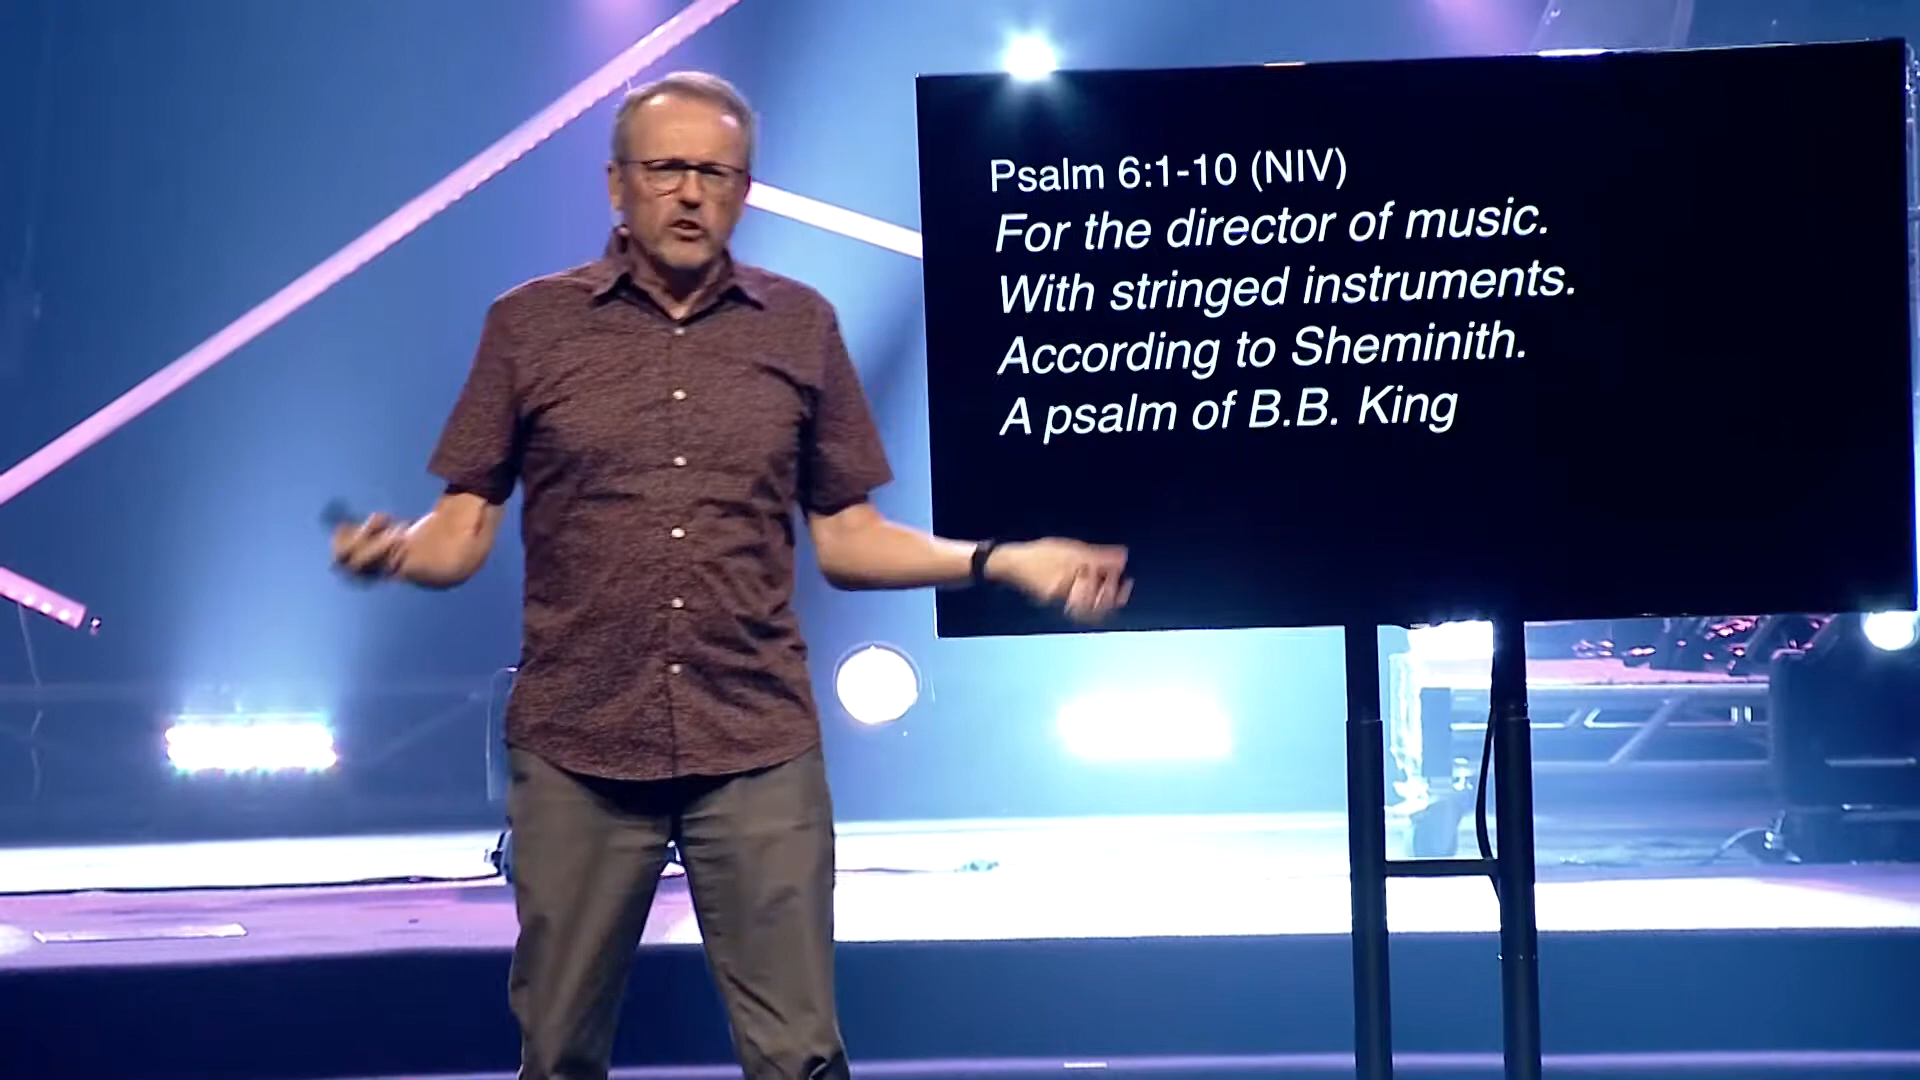 Psalm 6:1-10 (NIV)
For the director of music.
With stringed instruments.
According to Sheminith.
A psalm of B.B. King